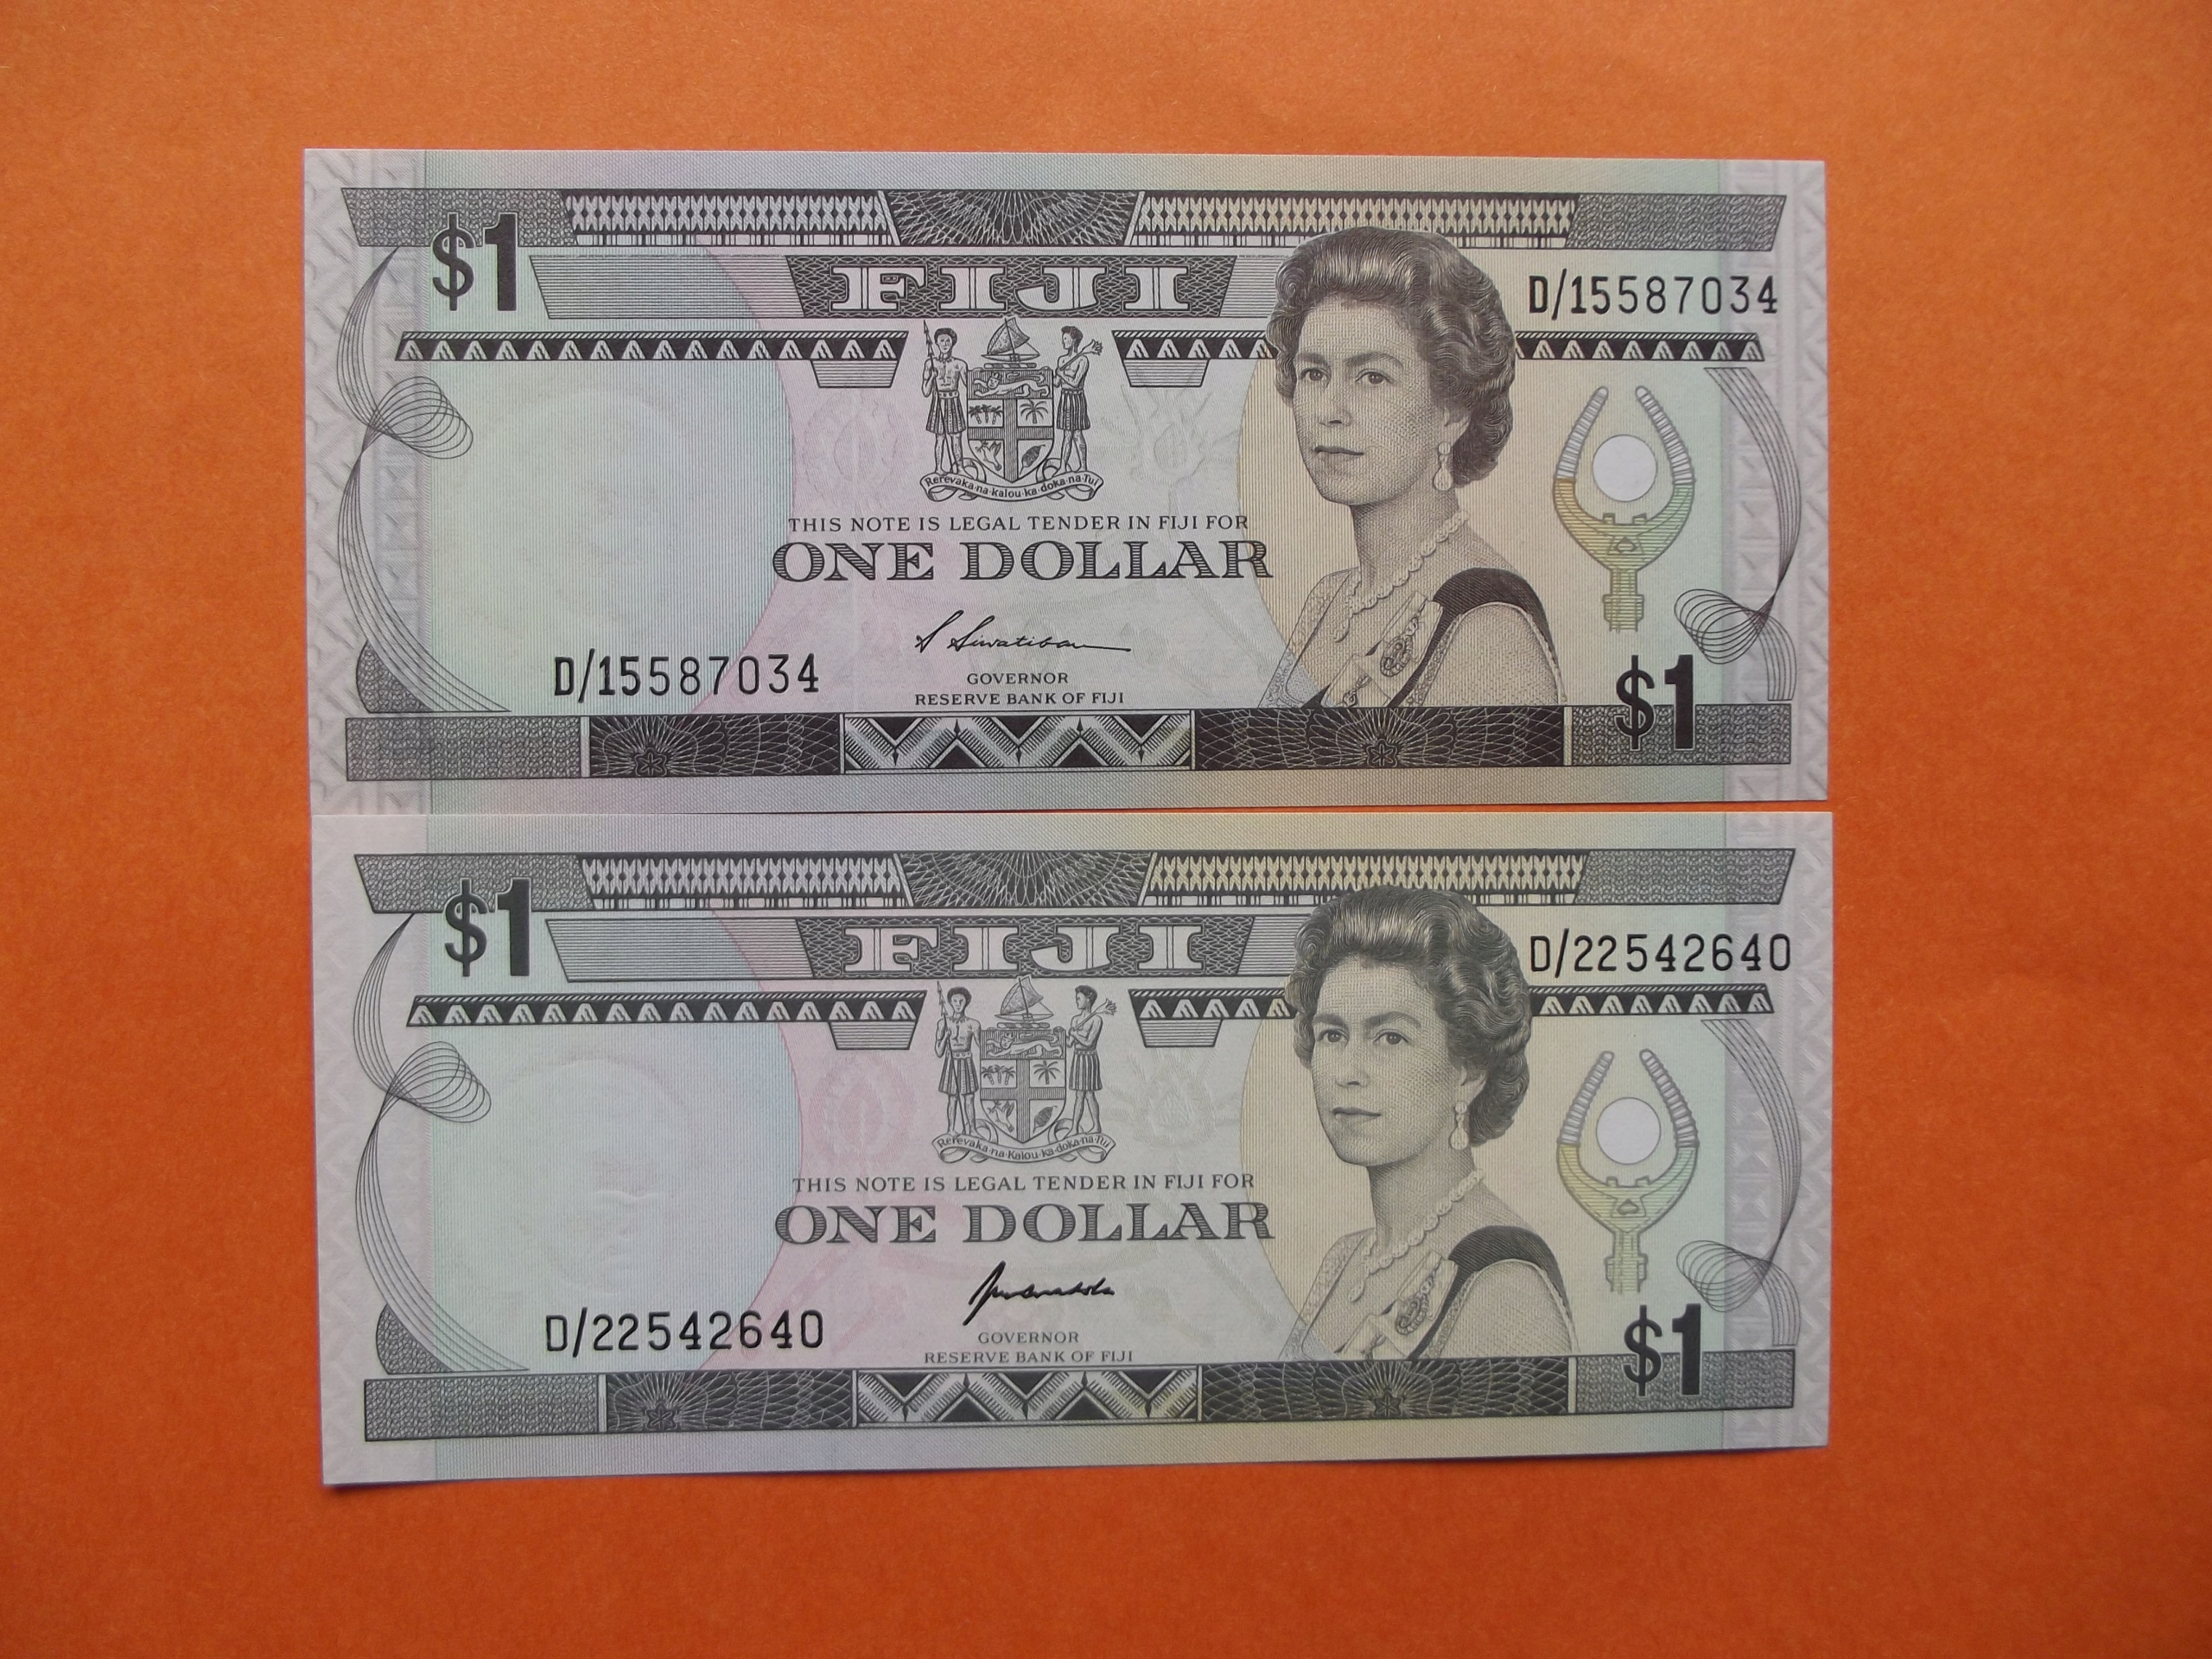 $1
FIJI
D/15587034
Rerevaka·na·kalou·ka·doka·na·Tui
THIS NOTE IS LEGAL TENDER IN FIJI FOR
ONE DOLLAR
S Siwatibau
D/15587034
GOVERNOR
RESERVE BANK OF FIJI
$1
$1
FIJI
D/22542640
Rerevaka·na·Kalou·ka·doka·na·Tui
THIS NOTE IS LEGAL TENDER IN FIJI FOR
ONE DOLLAR
D/22542640
GOVERNOR
RESERVE BANK OF FIJI
$1